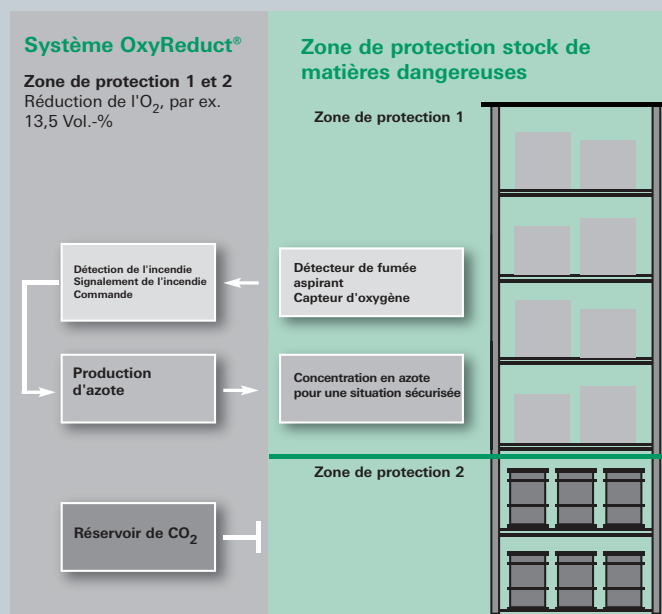 Système OxyReduct®
Zone de protection 1 et 2
Réduction de l'O₂, par ex.
13,5 Vol.-%
Zone de protection stock de
matières dangereuses
Zone de protection 1
Détection de l'incendie
Signalement de l'incendie
Commande
Détecteur de fumée
aspirant
Capteur d'oxygène
Production
d'azote
Concentration en azote
pour une situation sécurisée
Zone de protection 2
Réservoir de CO₂